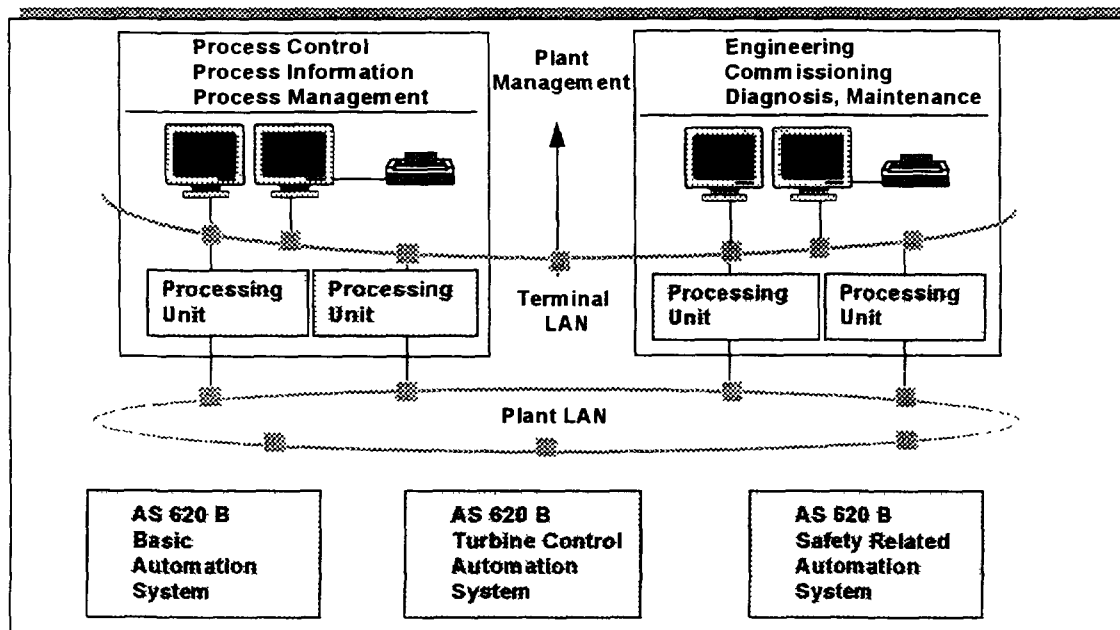 Process Control
Process Information
Process Management
Plant
Management
Engineering
Commissioning
Diagnosis, Maintenance
Processing
Unit
Processing
Unit
Terminal
LAN
Processing
Unit
Processing
Unit
Plant LAN
AS 620 B
Basic
Automation
System
AS 620 B
Turbine Control
Automation
System
AS 620 B
Safety Related
Automation
System